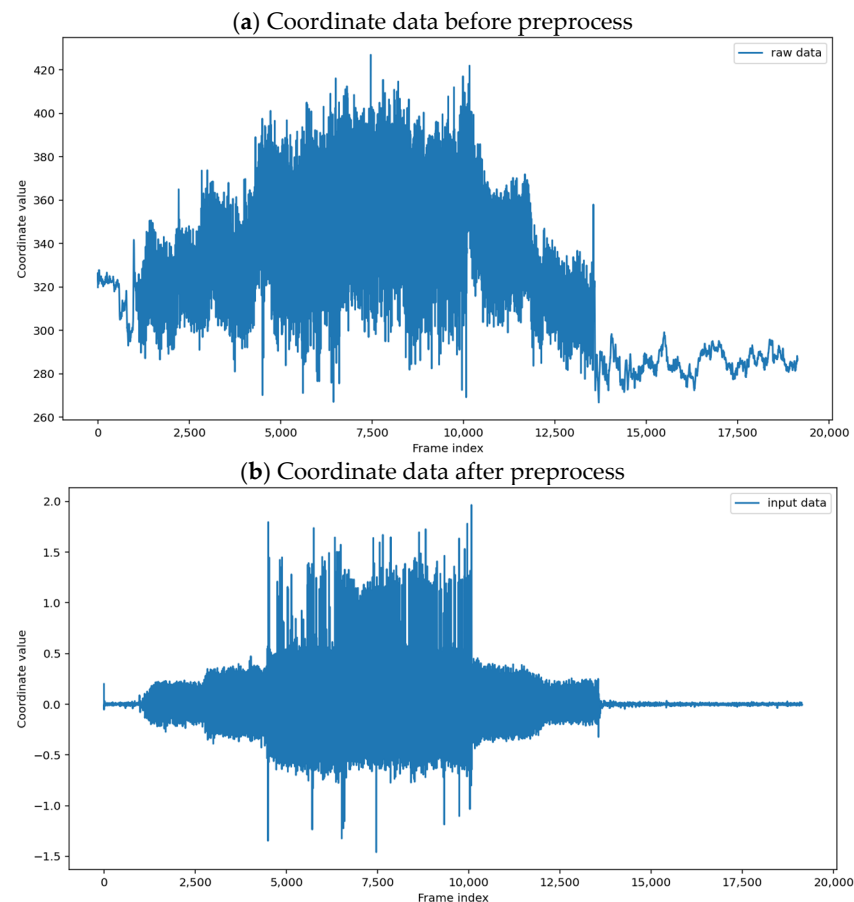 (a) Coordinate data before preprocess
raw data
420
400
380
360
340
320
300
280
260
Coordinate value
0 2,500 5,000 7,500 10,000 12,500 15,000 17,500 20,000
Frame index
(b) Coordinate data after preprocess
input data
2.0
1.5
1.0
0.5
0.0
−0.5
−1.0
−1.5
Coordinate value
0 2,500 5,000 7,500 10,000 12,500 15,000 17,500 20,000
Frame index